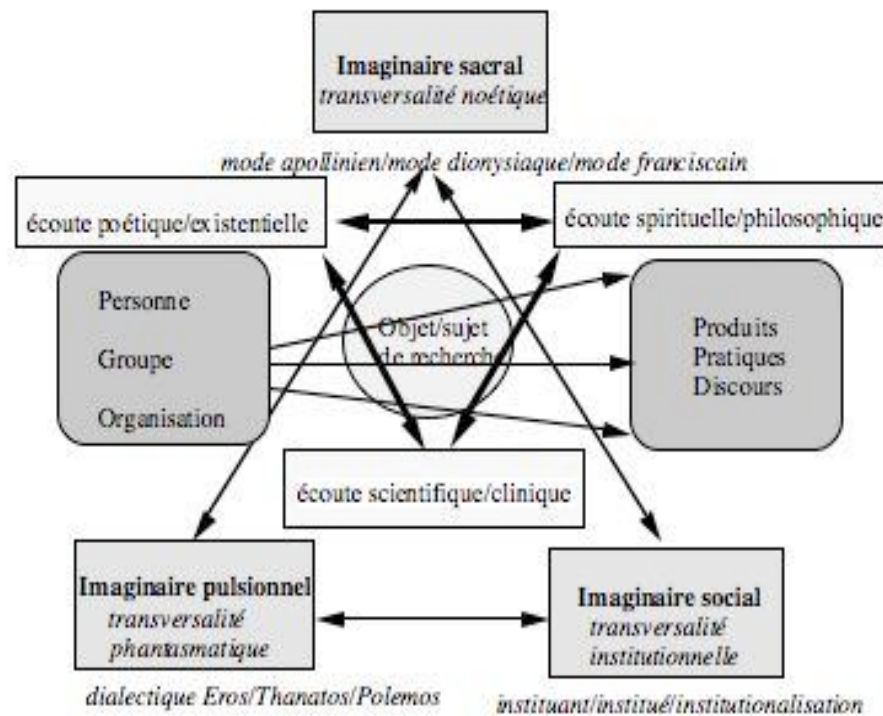 Imaginaire sacral
transversalité noétique
mode apollinien/mode dionysiaque/mode franciscain
écoute poétique/existentielle
écoute spirituelle/philosophique
Personne
Groupe
Organisation
Objet/sujet
de recherche
Produits
Pratiques
Discours
écoute scientifique/clinique
Imaginaire pulsionnel
transversalité
phantasmatique
Imaginaire social
transversalité
institutionnelle
dialectique Eros/Thanatos/Polemos
instituant/institué/institutionalisation